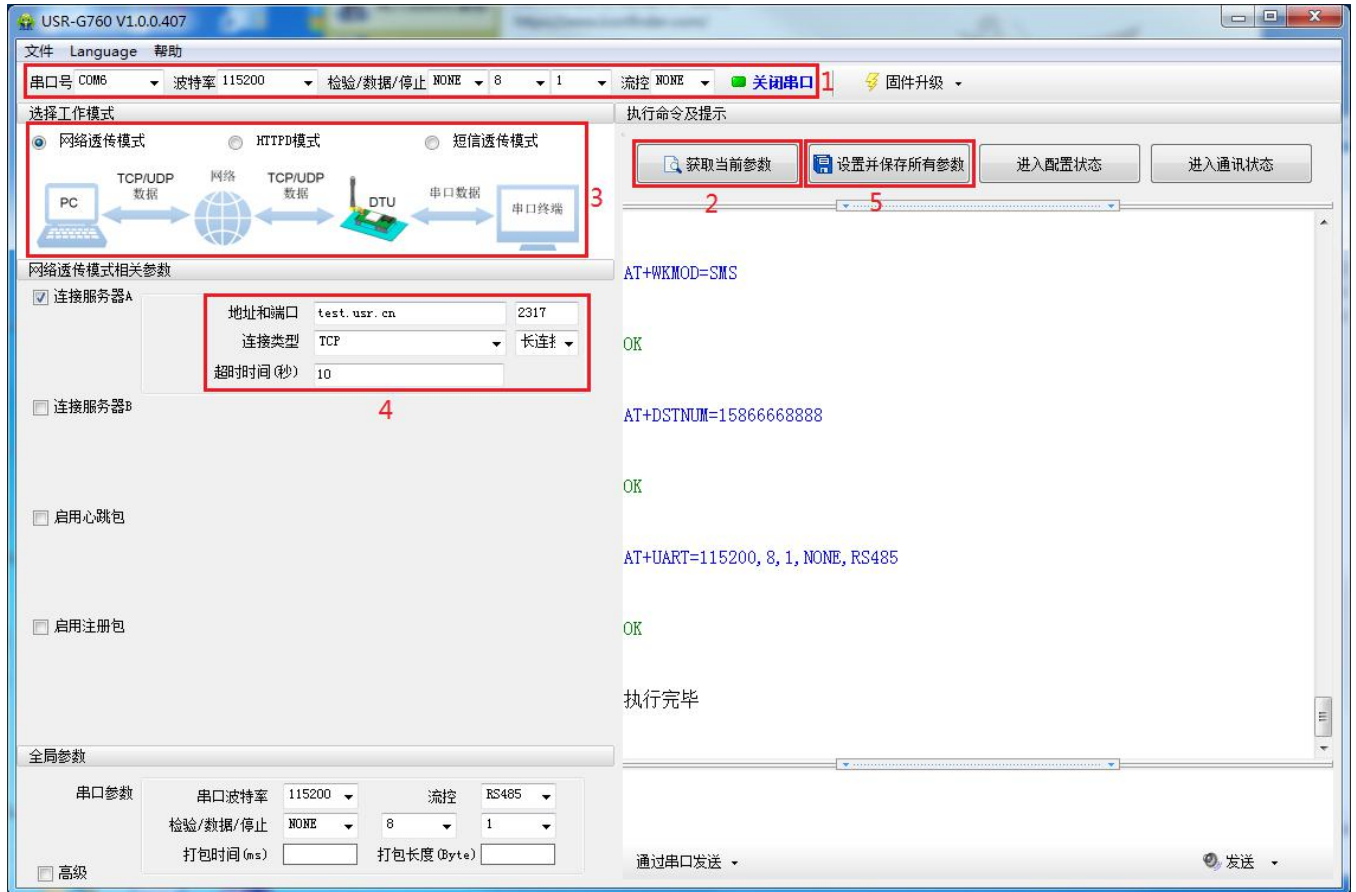 USR-G760 V1.0.0.407
文件 Language 帮助
串口号 COM6 波特率 115200 检验/数据/停止 NONE 8 1 流控 NONE 关闭串口 1 固件升级
选择工作模式
网络透传模式 HTTPD模式 短信透传模式
PC
TCP/UDP
数据
网络
TCP/UDP
数据
DTU
串口数据
串口终端
3
网络透传模式相关参数
连接服务器A
地址和端口 test.usr.cn 2317
连接类型 TCP
超时时间(秒) 10
4
连接服务器B
启用心跳包
启用注册包
全局参数
串口参数
串口波特率 115200 流控 RS485
检验/数据/停止 NONE 8 1
打包时间(ms) 打包长度(Byte)
高级
执行命令及提示
获取当前参数 设置并保存所有参数 进入配置状态 进入通讯状态
2 5
AT+WKMOD=SMS
OK
AT+DSTNUM=15866668888
OK
AT+UART=115200,8,1,NONE,RS485
OK
执行完毕
通过串口发送 发送